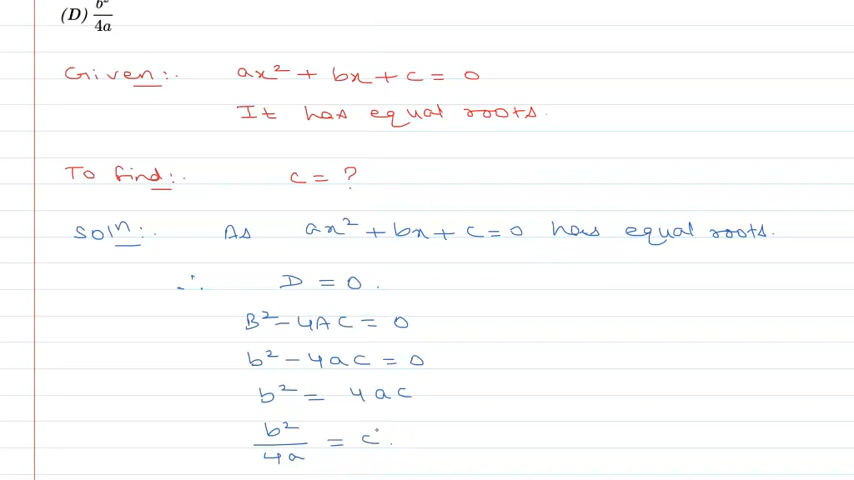 (D) b²/4a
Given:. ax² + bx + c = 0
It has equal roots.
To find:. c = ?
Soln:. As ax² + bx + c = 0 has equal roots.
∴ D = 0.
B² - 4AC = 0
b² - 4ac = 0
b² = 4ac
b²/4a = c.